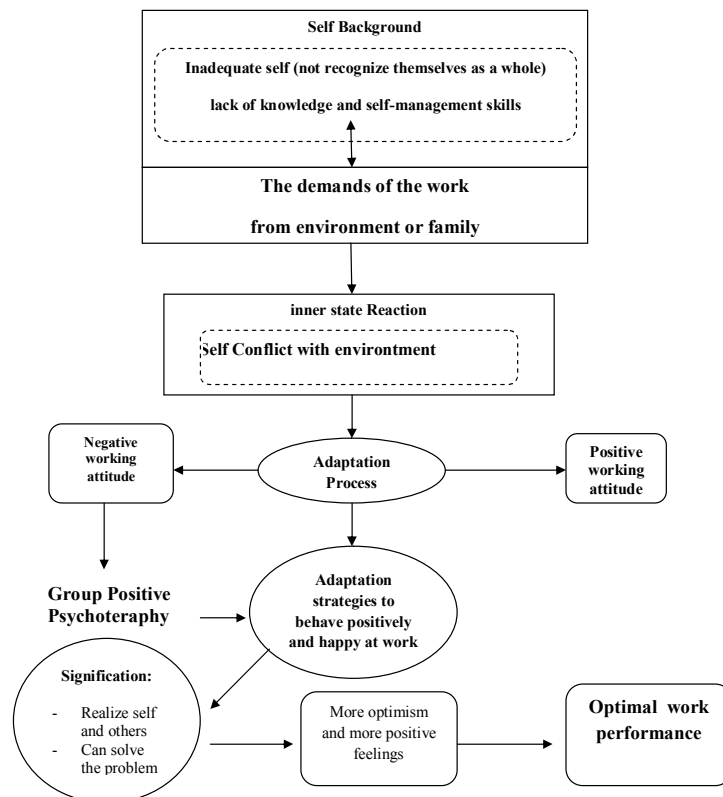 Self Background
Inadequate self (not recognize themselves as a whole)
lack of knowledge and self-management skills
The demands of the work
from environment or family
inner state Reaction
Self Conflict with environtment
Negative
working
attitude
Adaptation
Process
Positive
working
attitude
Group Positive
Psychoteraphy
Adaptation
strategies to
behave positively
and happy at work
Signification:
- Realize self
and others
- Can solve
the problem
More optimism
and more positive
feelings
Optimal work
performance